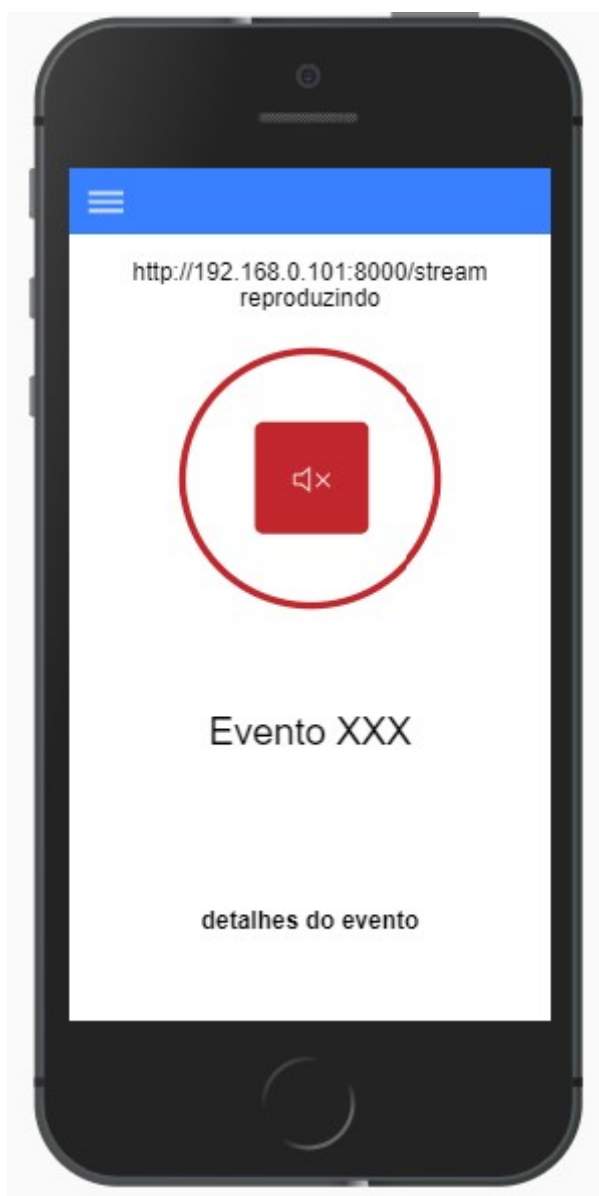 http://192.168.0.101:8000/stream
reproduzindo
Evento XXX
detalhes do evento